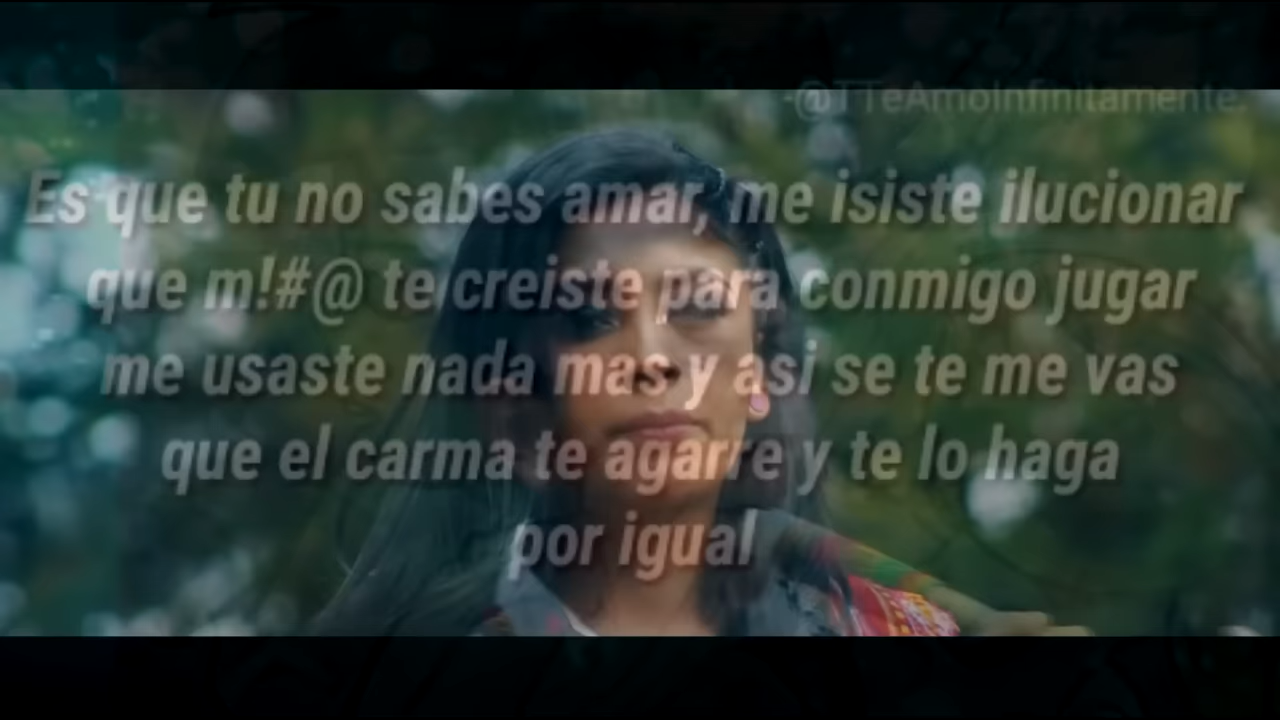 @TTeAmoInfinitamente
Es que tu no sabes amar, me isiste ilucionar
que m!#@ te creiste para conmigo jugar
me usaste nada mas y asi se te me vas
que el carma te agarre y te lo haga
por igual